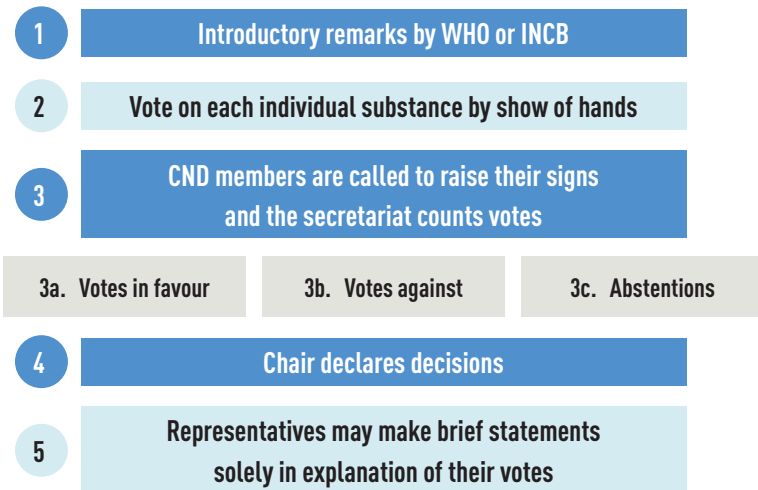 1 Introductory remarks by WHO or INCB
2 Vote on each individual substance by show of hands
3 CND members are called to raise their signs
and the secretariat counts votes
3a. Votes in favour 3b. Votes against 3c. Abstentions
4 Chair declares decisions
5 Representatives may make brief statements
solely in explanation of their votes